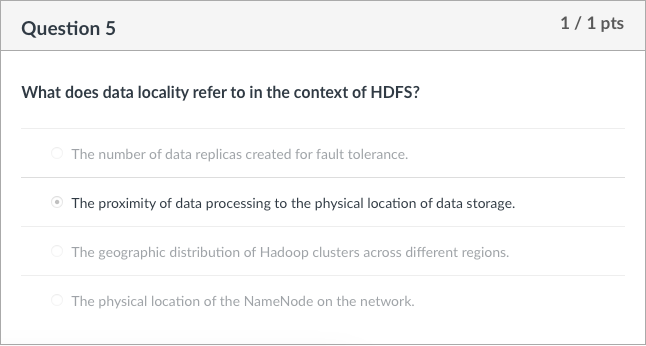 Question 5
1 / 1 pts
What does data locality refer to in the context of HDFS?
The number of data replicas created for fault tolerance.
The proximity of data processing to the physical location of data storage.
The geographic distribution of Hadoop clusters across different regions.
The physical location of the NameNode on the network.